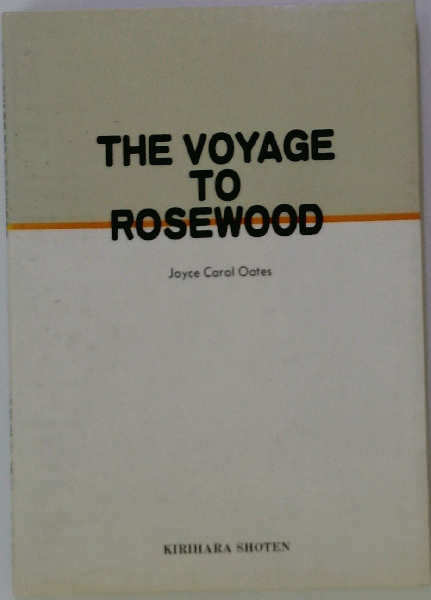 THE VOYAGE
TO
ROSEWOOD
Joyce Carol Oates
KIRIHARA SHOTEN